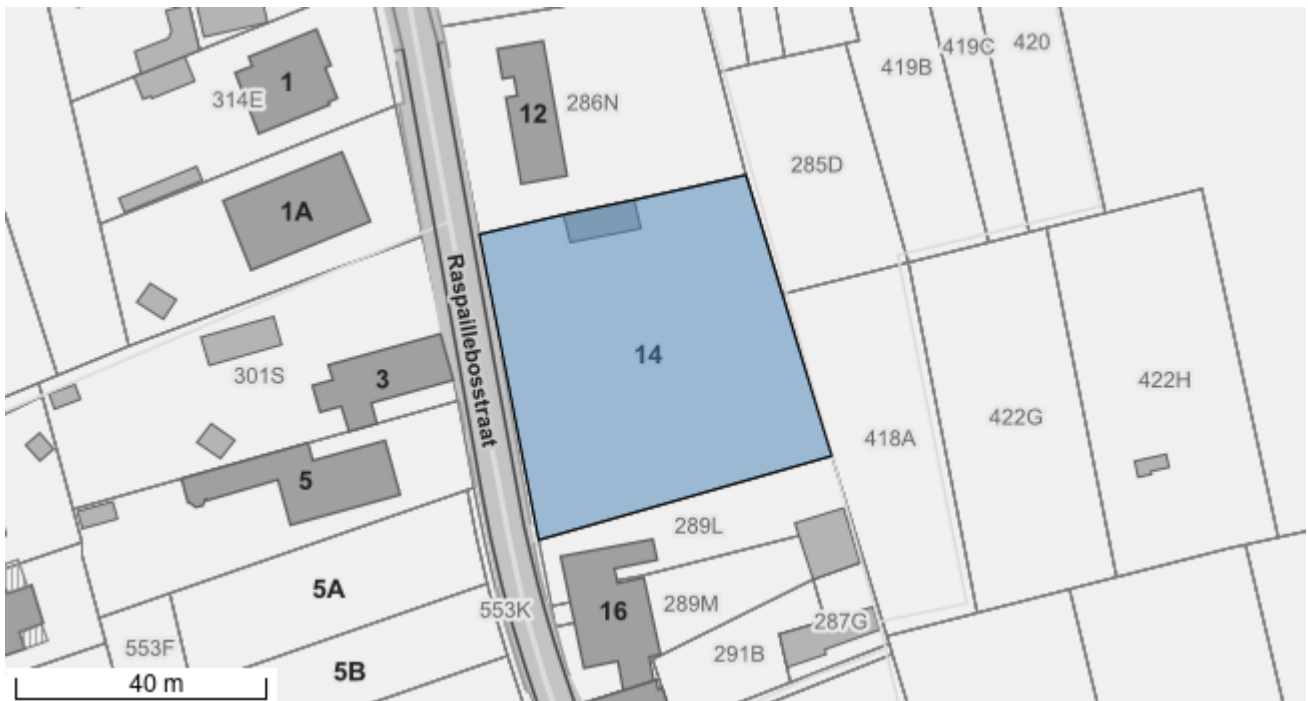 420
419C
419B
1
314E
12
286N
285D
1A
Raspaillebosstraat
14
301S
3
422H
422G
418A
5
289L
5A
553K
16
289M
287G
553F
291B
5B
40 m